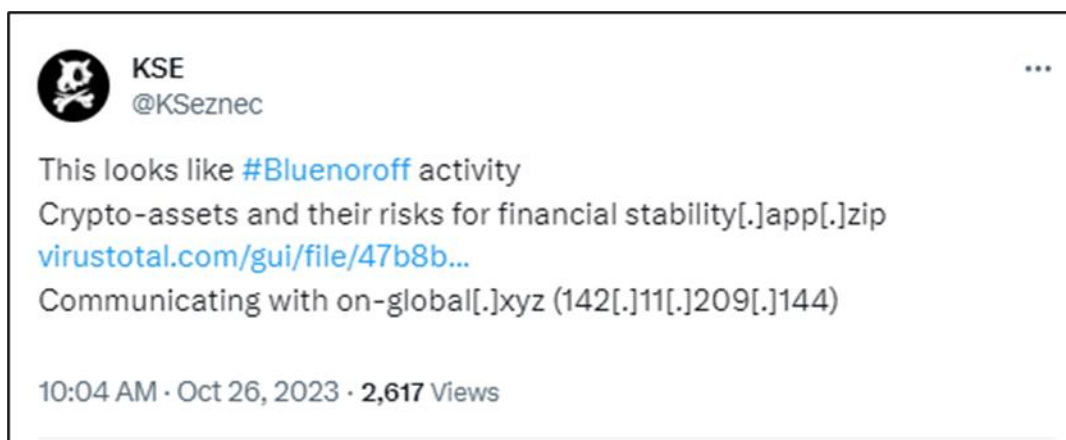 KSE
@KSeznec
This looks like #Bluenoroff activity
Crypto-assets and their risks for financial stability[.]app[.]zip
virustotal.com/gui/file/47b8b...
Communicating with on-global[.]xyz (142[.]11[.]209[.]144)
10:04 AM · Oct 26, 2023 · 2,617 Views